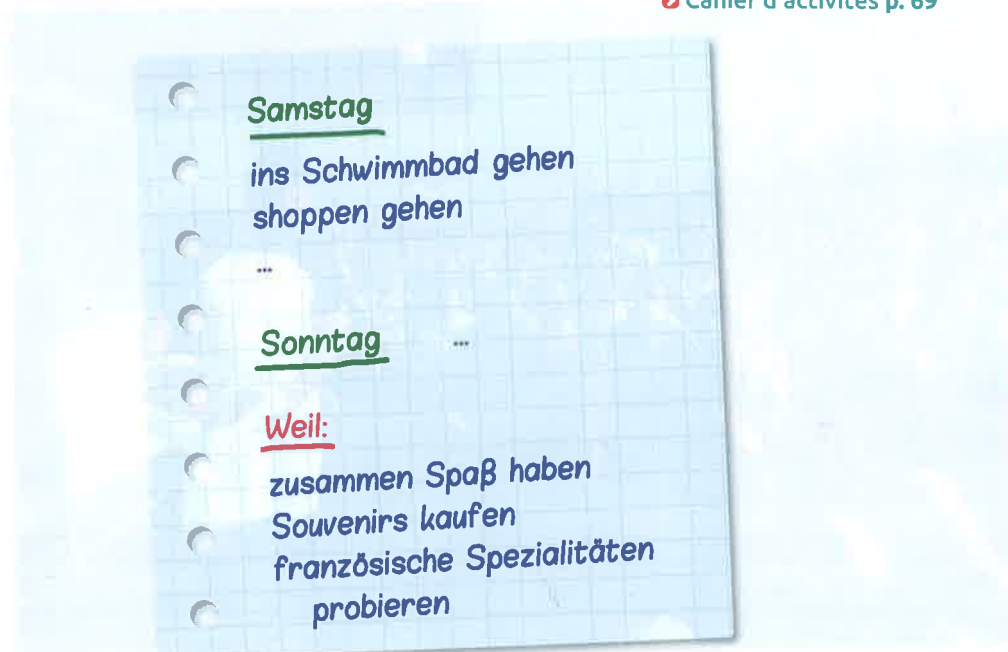 Cahier d'activités p. 69
Samstag
ins Schwimmbad gehen
shoppen gehen
...
Sonntag ...
Weil:
zusammen Spaß haben
Souvenirs kaufen
französische Spezialitäten
probieren